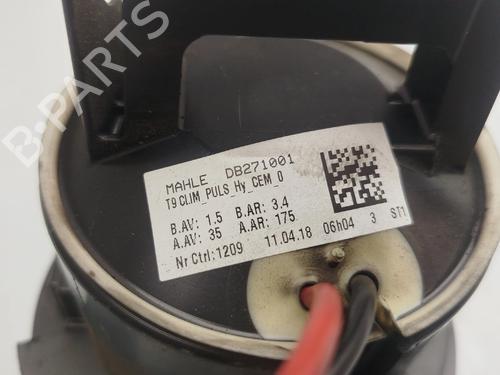 B-PARTS
MAHLE DB271001
T9 CLIM_PULS_Hy_CEM_0
B.AV: 1.5 B.AR: 3.4
A.AV: 35 A.AR: 175
Nr Ctrl:1209 11.04.18 06h04 3 ST1